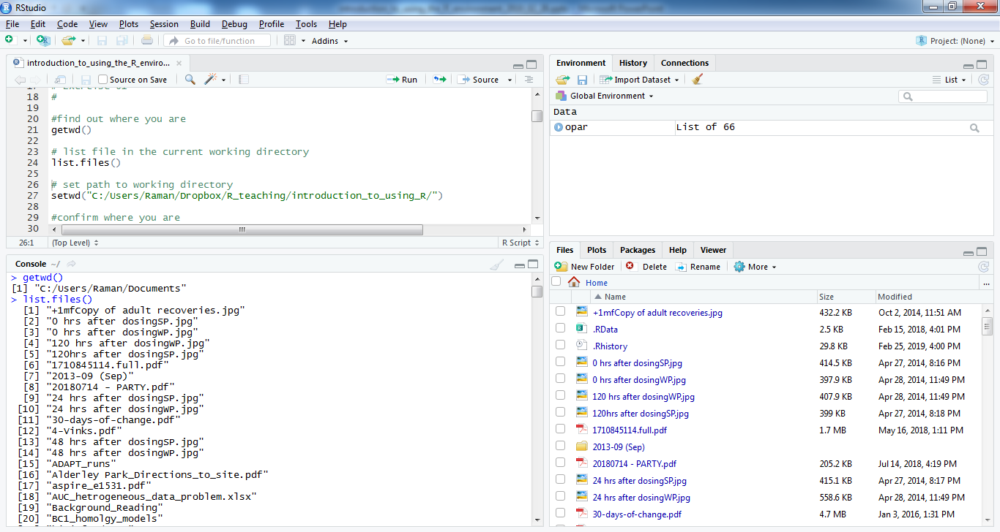 RStudio
File Edit Code View Plots Session Build Debug Profile Tools Help
Go to file/function Addins Project: (None)
introduction_to_using_the_R_enviro...
Source on Save Run Source
18 #
19
20 #find out where you are
21 getwd()
22
23 # list file in the current working directory
24 list.files()
25
26 # set path to working directory
27 setwd("C:/Users/Raman/Dropbox/R_teaching/introduction_to_using_R/")
28
29 #confirm where you are
30
26:1 (Top Level) R Script
Console ~/
> getwd()
[1] "C:/Users/Raman/Documents"
> list.files()
[1] "+1mfCopy of adult recoveries.jpg"
[2] "0 hrs after dosingSP.jpg"
[3] "0 hrs after dosingWP.jpg"
[4] "120 hrs after dosingWP.jpg"
[5] "120hrs after dosingSP.jpg"
[6] "1710845114.full.pdf"
[7] "2013-09 (Sep)"
[8] "20180714 - PARTY.pdf"
[9] "24 hrs after dosingSP.jpg"
[10] "24 hrs after dosingWP.jpg"
[11] "30-days-of-change.pdf"
[12] "4-Vinks.pdf"
[13] "48 hrs after dosingSP.jpg"
[14] "48 hrs after dosingWP.jpg"
[15] "ADAPT_runs"
[16] "Alderley Park_Directions_to_site.pdf"
[17] "aspire_e1531.pdf"
[18] "AUC_hetrogeneous_data_problem.xlsx"
[19] "Background_Reading"
[20] "BC1_homolgy_models"
Environment History Connections
Import Dataset List
Global Environment
Data
opar List of 66
Files Plots Packages Help Viewer
New Folder Delete Rename More
Home ...
Name Size Modified
+1mfCopy of adult recoveries.jpg 432.2 KB Oct 2, 2014, 11:51 AM
.RData 2.5 KB Feb 15, 2018, 4:01 PM
.Rhistory 29.8 KB Feb 25, 2019, 4:00 PM
0 hrs after dosingSP.jpg 414.5 KB Apr 27, 2014, 8:16 PM
0 hrs after dosingWP.jpg 397.9 KB Apr 28, 2014, 11:49 PM
120 hrs after dosingWP.jpg 407.9 KB Apr 28, 2014, 11:49 PM
120hrs after dosingSP.jpg 399 KB Apr 27, 2014, 8:18 PM
1710845114.full.pdf 1.7 MB May 16, 2018, 1:11 PM
2013-09 (Sep)
20180714 - PARTY.pdf 205.2 KB Jul 14, 2018, 4:19 PM
24 hrs after dosingSP.jpg 415.1 KB Apr 27, 2014, 8:17 PM
24 hrs after dosingWP.jpg 558.6 KB Apr 28, 2014, 11:49 PM
30-days-of-change.pdf 4.7 MB Jan 3, 2016, 1:31 PM